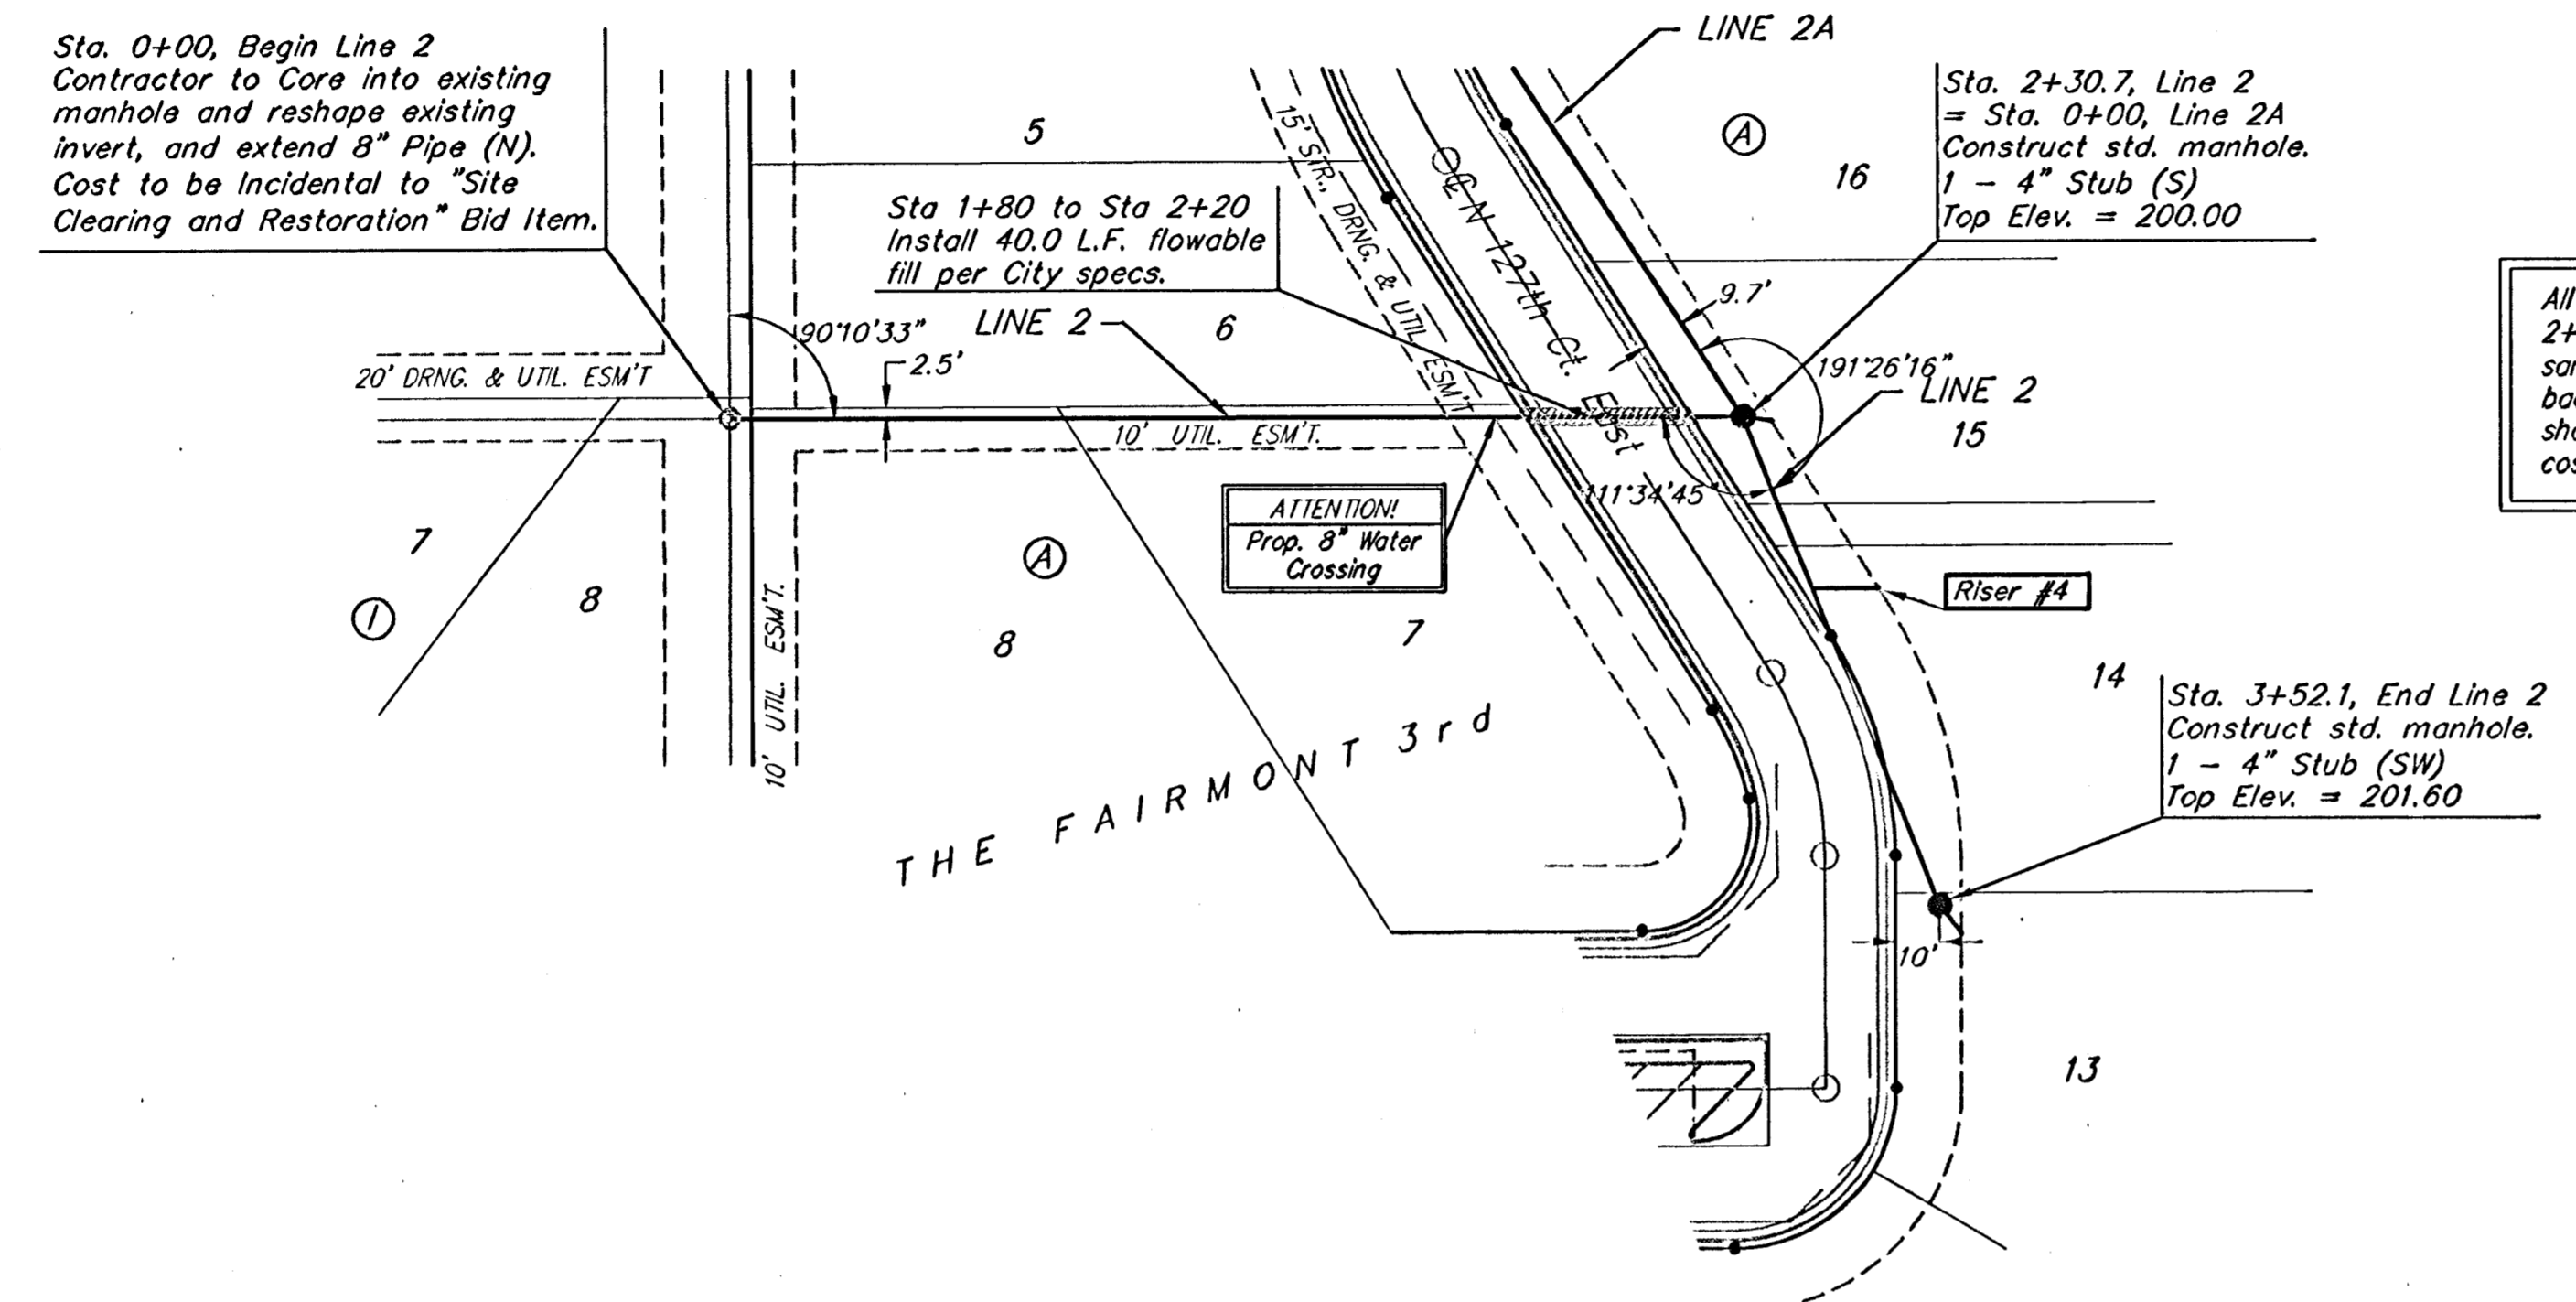 Sta. 0+00, Begin Line 2
Contractor to Core into existing
manhole and reshape existing
invert, and extend 8" Pipe (N).
Cost to be Incidental to "Site
Clearing and Restoration" Bid Item.
LINE 2A
Sta. 2+30.7, Line 2
= Sta. 0+00, Line 2A
Construct std. manhole.
1 - 4" Stub (S)
Top Elev. = 200.00
5
A
16
Sta 1+80 to Sta 2+20
Install 40.0 L.F. flowable
fill per City specs.
15' STR., DRNG. & UTIL. ESM'T
℄ N 127th Ct. East
9.7'
All
2+
san
bac
sho
cos
90°10'33"
LINE 2
6
2.5'
191°26'16"
LINE 2
20' DRNG. & UTIL. ESM'T
10' UTIL. ESM'T.
15
111°34'45"
ATTENTION!
Prop. 8" Water
Crossing
7
8
1
A
10' UTIL. ESM'T.
8
7
Riser #4
14
Sta. 3+52.1, End Line 2
Construct std. manhole.
1 - 4" Stub (SW)
Top Elev. = 201.60
THE FAIRMONT 3rd
10'
13